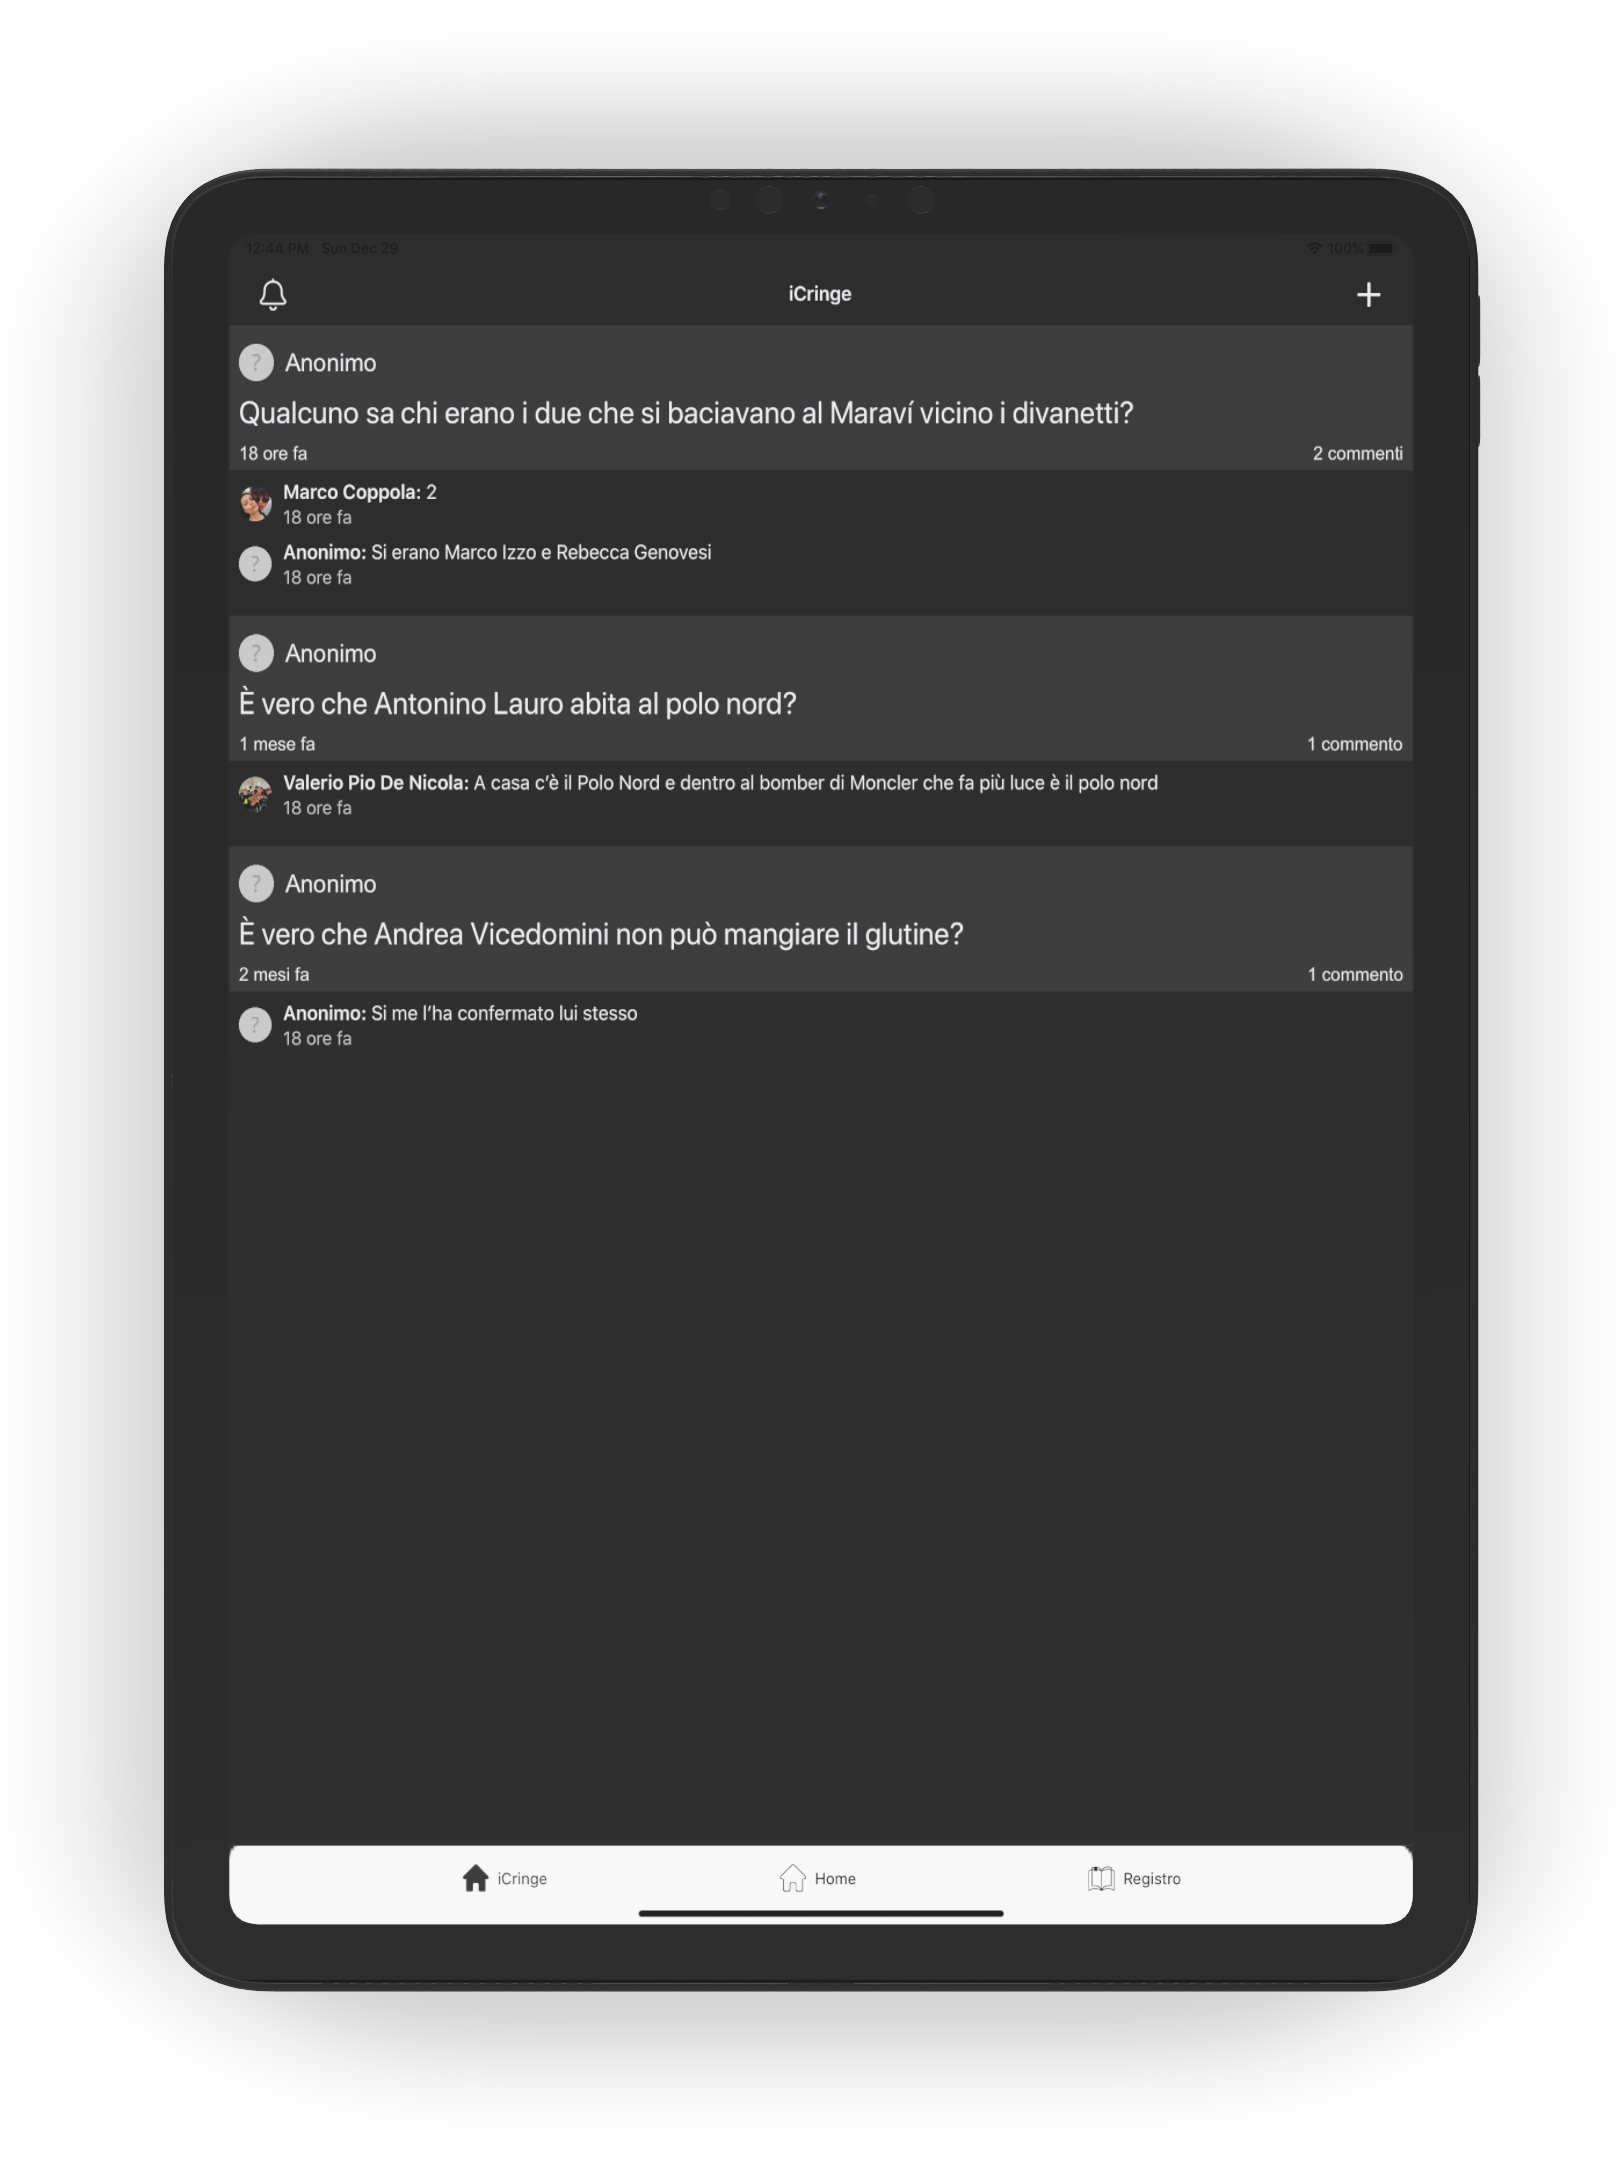 12:44 PM Sun Dec 29
100%
iCringe
? Anonimo
Qualcuno sa chi erano i due che si baciavano al Maraví vicino i divanetti?
18 ore fa
2 commenti
Marco Coppola: 2
18 ore fa
? Anonimo: Si erano Marco Izzo e Rebecca Genovesi
18 ore fa
? Anonimo
È vero che Antonino Lauro abita al polo nord?
1 mese fa
1 commento
Valerio Pio De Nicola: A casa c’è il Polo Nord e dentro al bomber di Moncler che fa più luce è il polo nord
18 ore fa
? Anonimo
È vero che Andrea Vicedomini non può mangiare il glutine?
2 mesi fa
1 commento
? Anonimo: Si me l’ha confermato lui stesso
18 ore fa
iCringe
Home
Registro